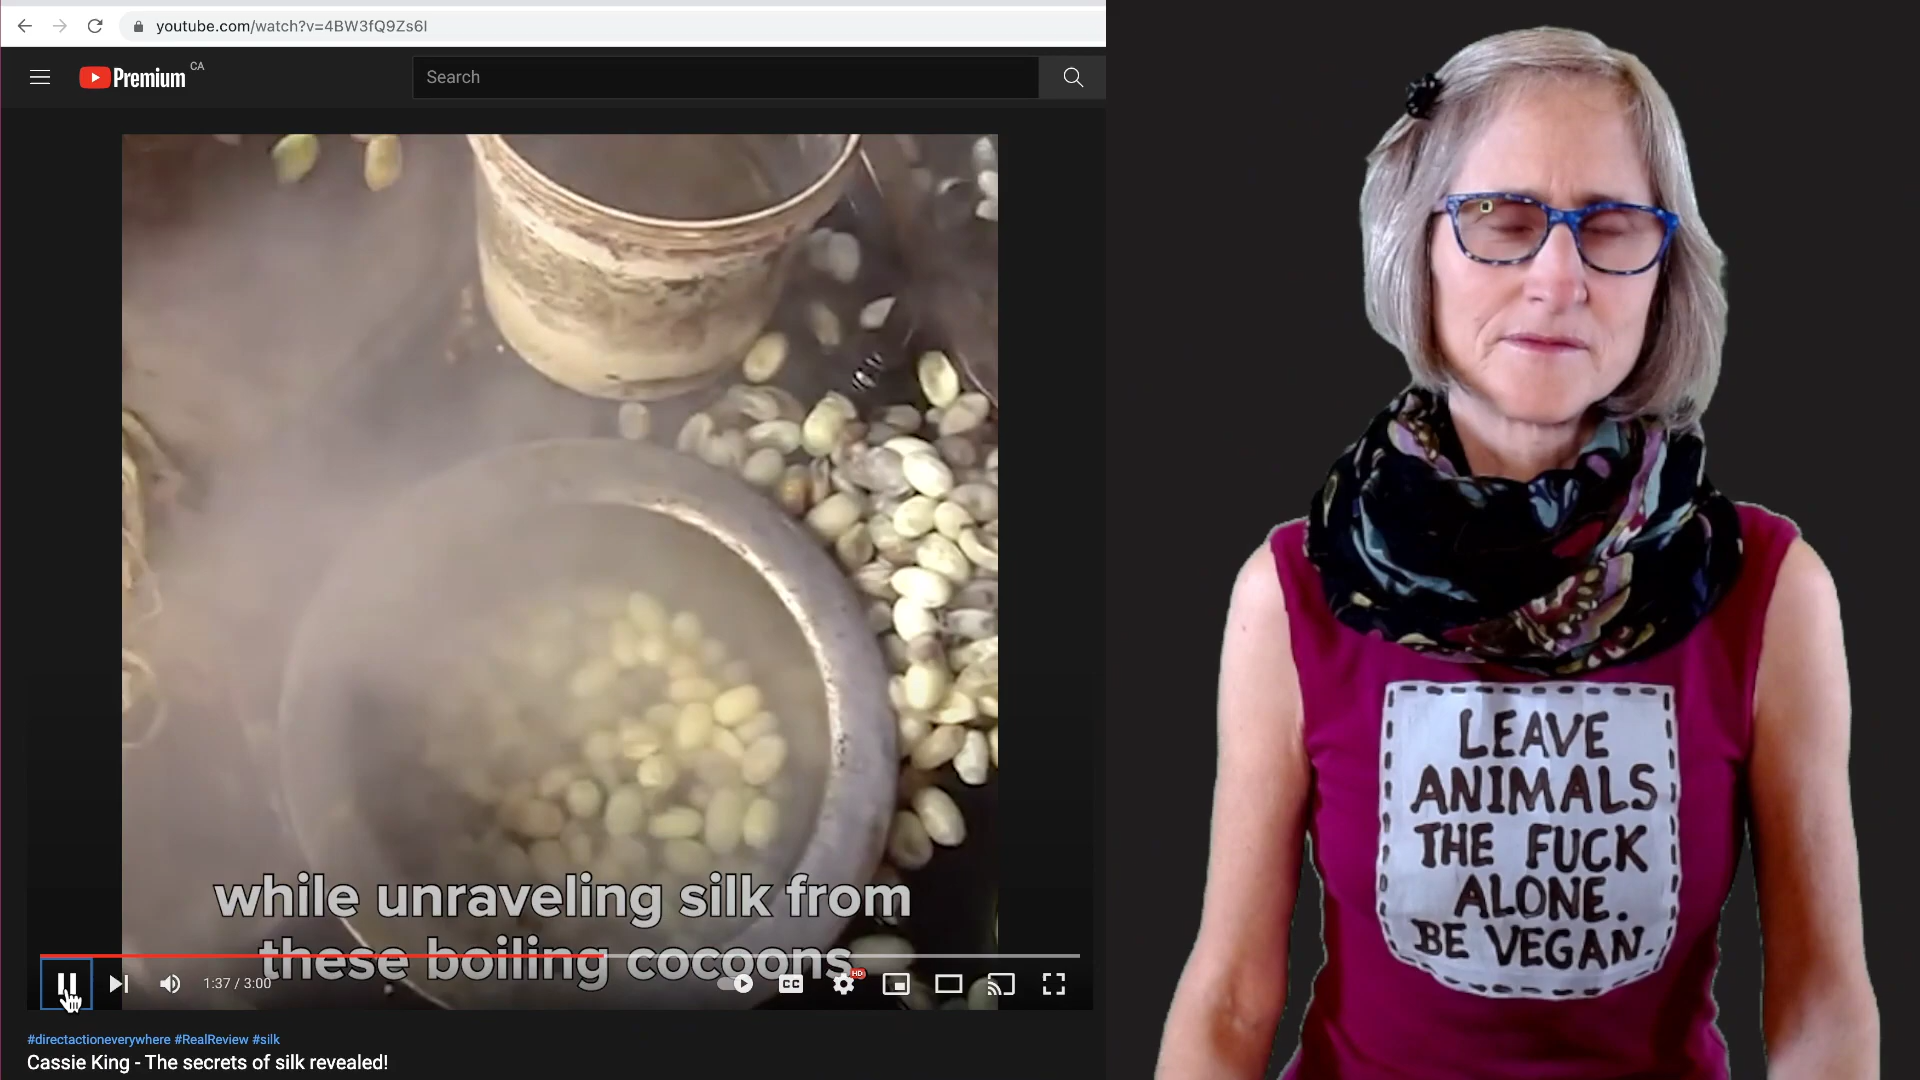 youtube.com/watch?v=4BW3fQ9Zs6I
Premium CA
Search
while unraveling silk from
these boiling cocoons
1:37 / 3:00
CC
HD
#directactioneverywhere #RealReview #silk
Cassie King - The secrets of silk revealed!
LEAVE
ANIMALS
THE FUCK
ALONE.
BE VEGAN.